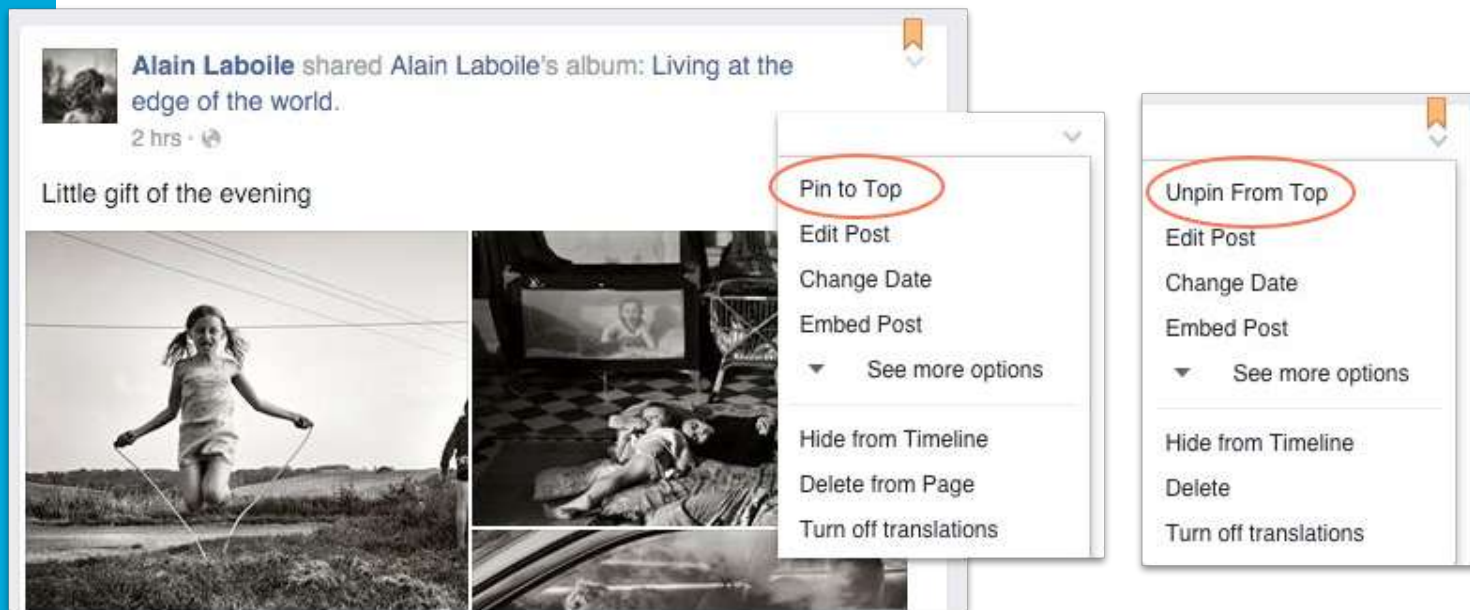 Alain Laboile shared Alain Laboile's album: Living at the
edge of the world.
2 hrs ·
Little gift of the evening
Pin to Top
Edit Post
Change Date
Embed Post
See more options
Hide from Timeline
Delete from Page
Turn off translations
Unpin From Top
Edit Post
Change Date
Embed Post
See more options
Hide from Timeline
Delete
Turn off translations